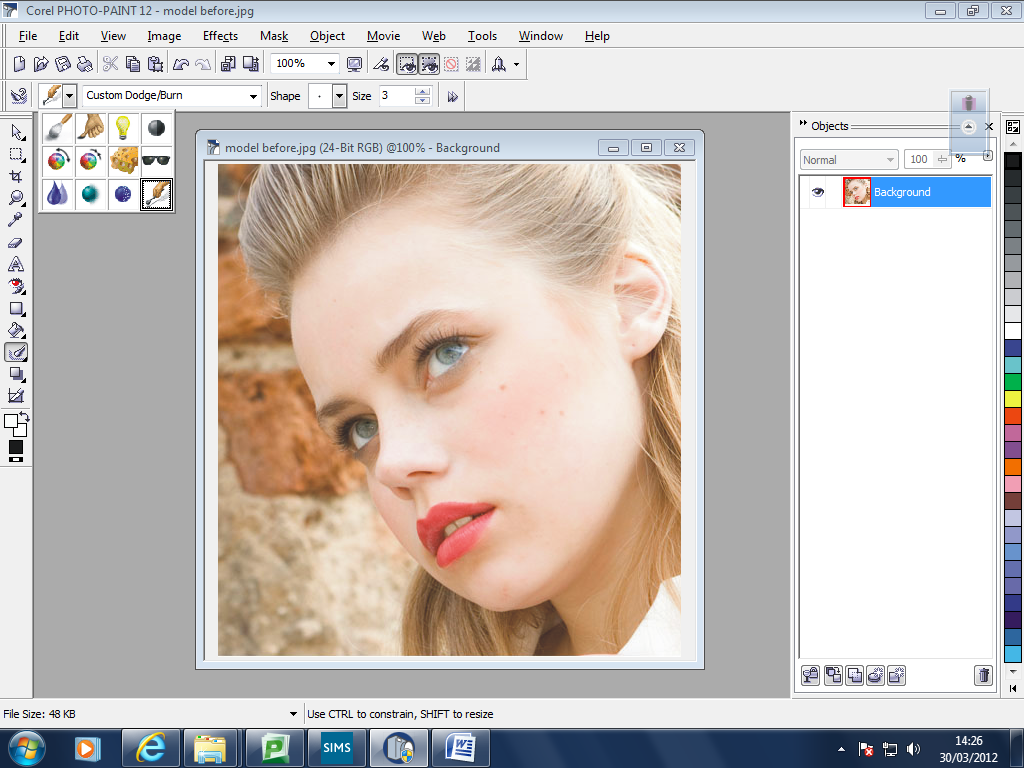 Corel PHOTO-PAINT 12 - model before.jpg
File Edit View Image Effects Mask Object Movie Web Tools Window Help
100%
Custom Dodge/Burn Shape Size 3
Objects
model before.jpg (24-Bit RGB) @100% - Background
Normal 100 %
Background
File Size: 48 KB Use CTRL to constrain, SHIFT to resize
SIMS
14:26
30/03/2012